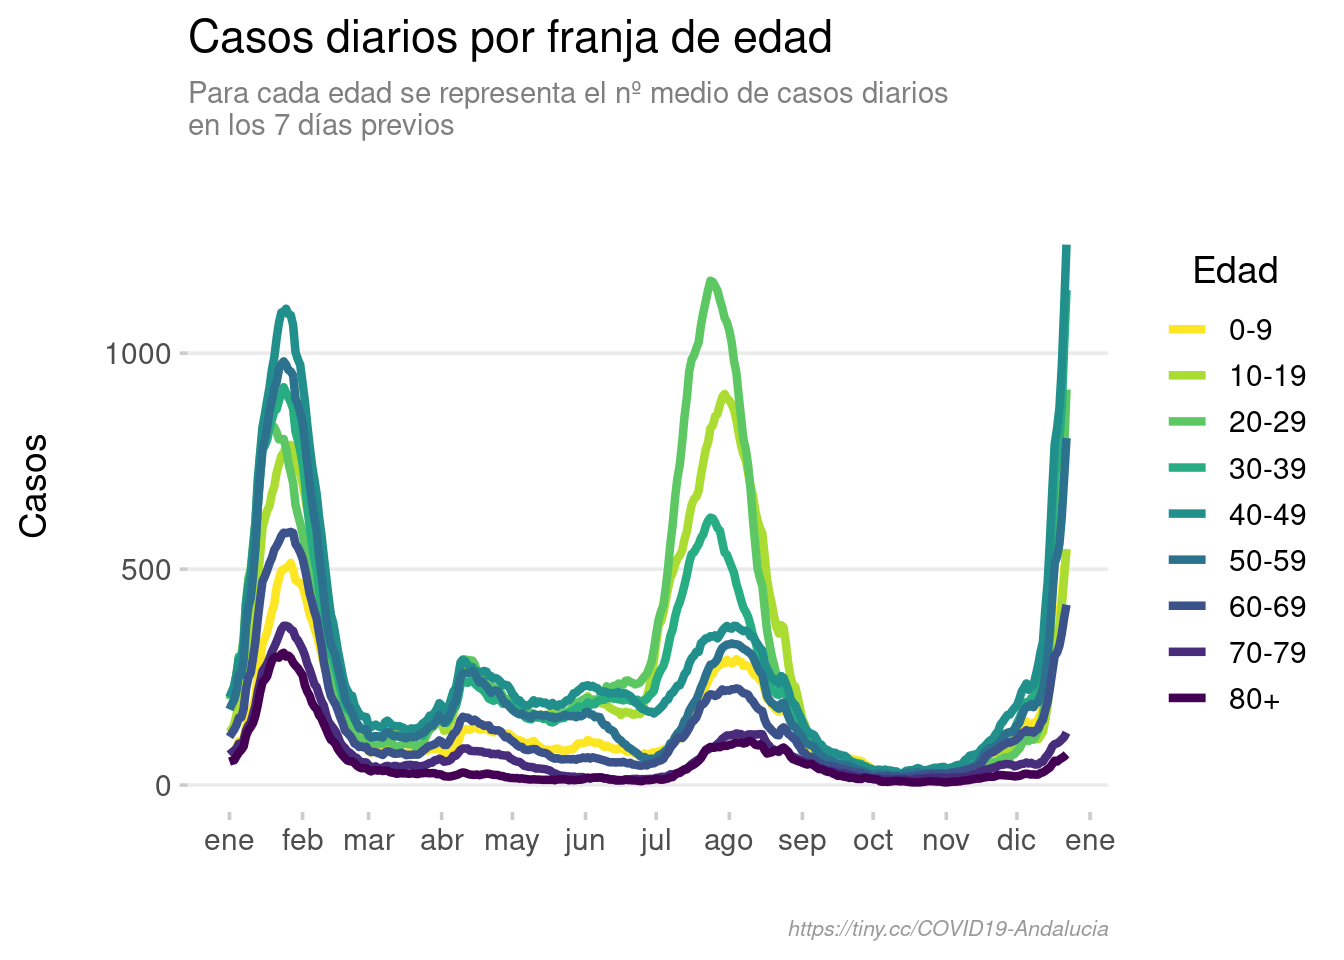 Casos diarios por franja de edad
Para cada edad se representa el nº medio de casos diarios
en los 7 días previos
Casos
1000
500
0
ene feb mar abr may jun jul ago sep oct nov dic ene
Edad
0-9
10-19
20-29
30-39
40-49
50-59
60-69
70-79
80+
https://tiny.cc/COVID19-Andalucia